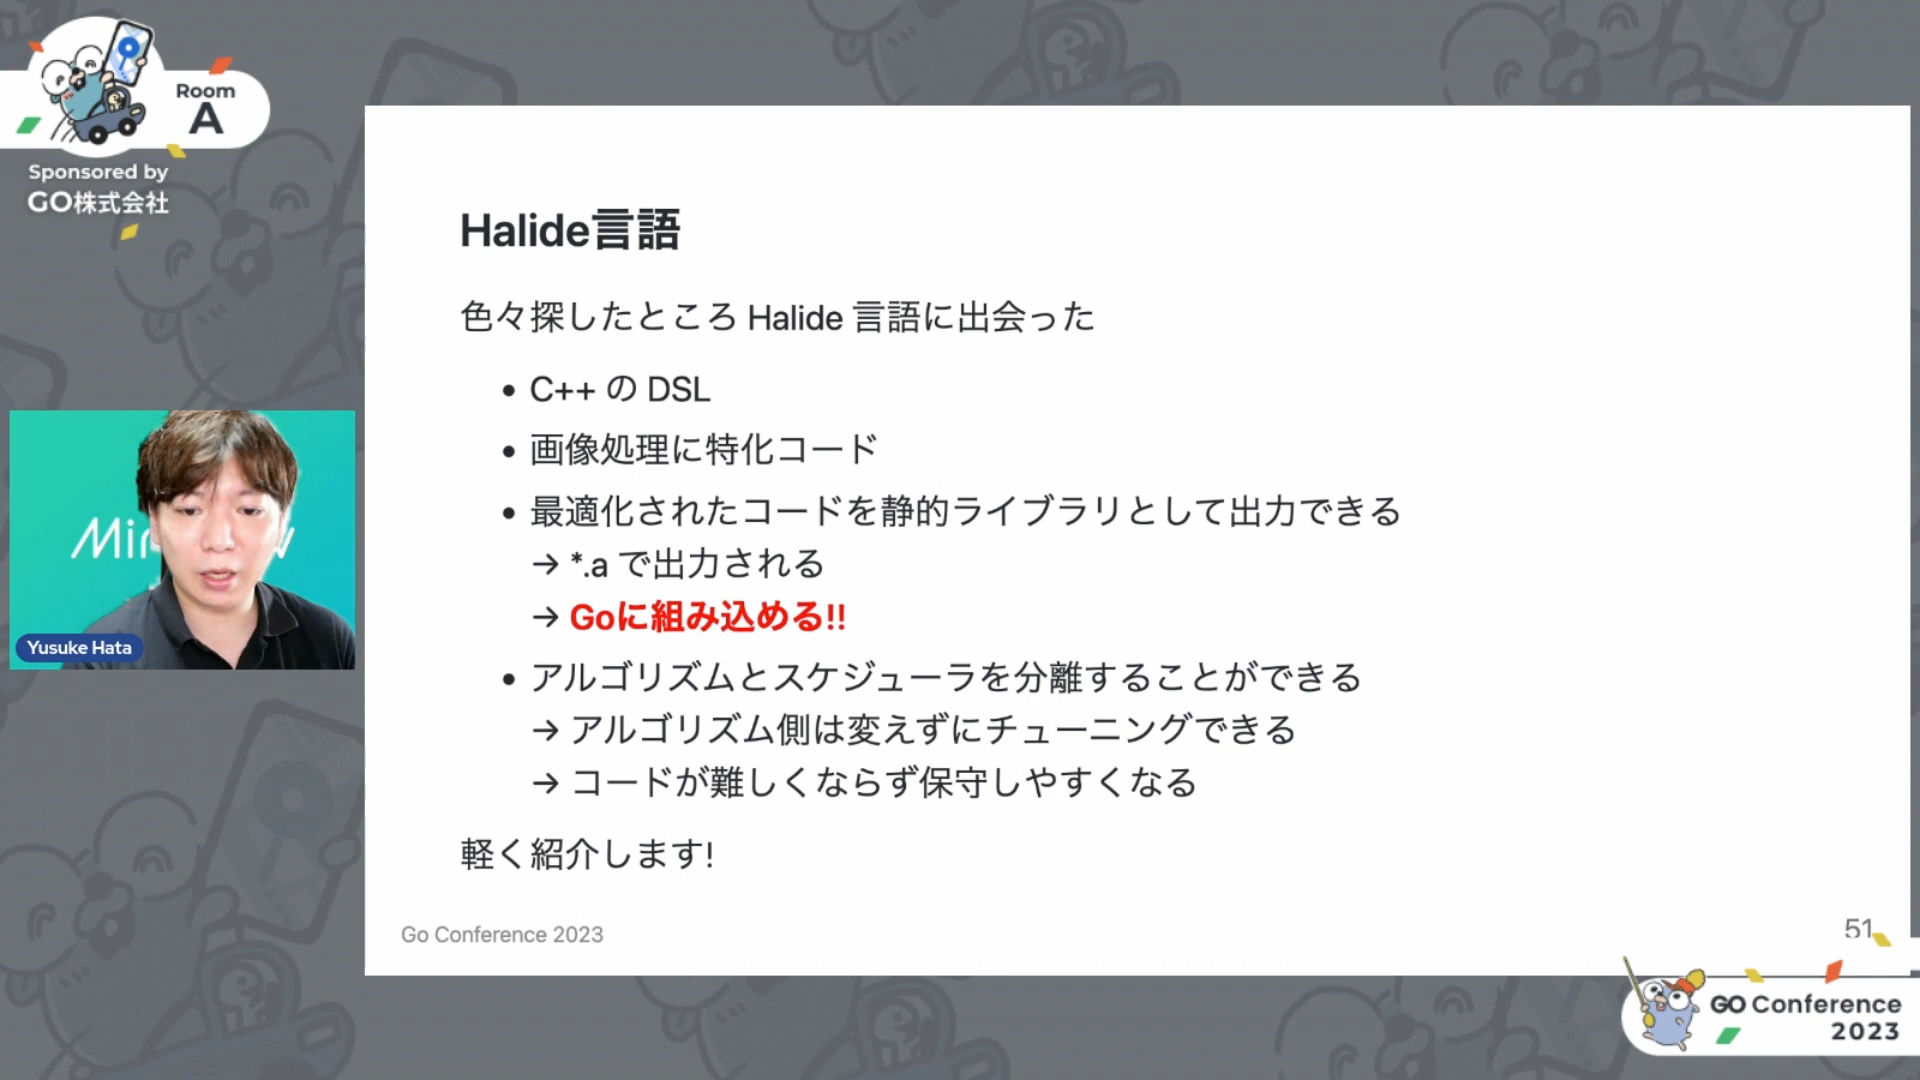 Room
A
Sponsored by
GO株式会社
Halide言語
色々探したところ Halide 言語に出会った
• C++ の DSL
• 画像処理に特化コード
• 最適化されたコードを静的ライブラリとして出力できる
→ *.a で出力される
→ Goに組み込める!!
• アルゴリズムとスケジューラを分離することができる
→ アルゴリズム側は変えずにチューニングできる
→ コードが難しくならず保守しやすくなる
軽く紹介します!
Go Conference 2023
51
Yusuke Hata
GO Conference
2023